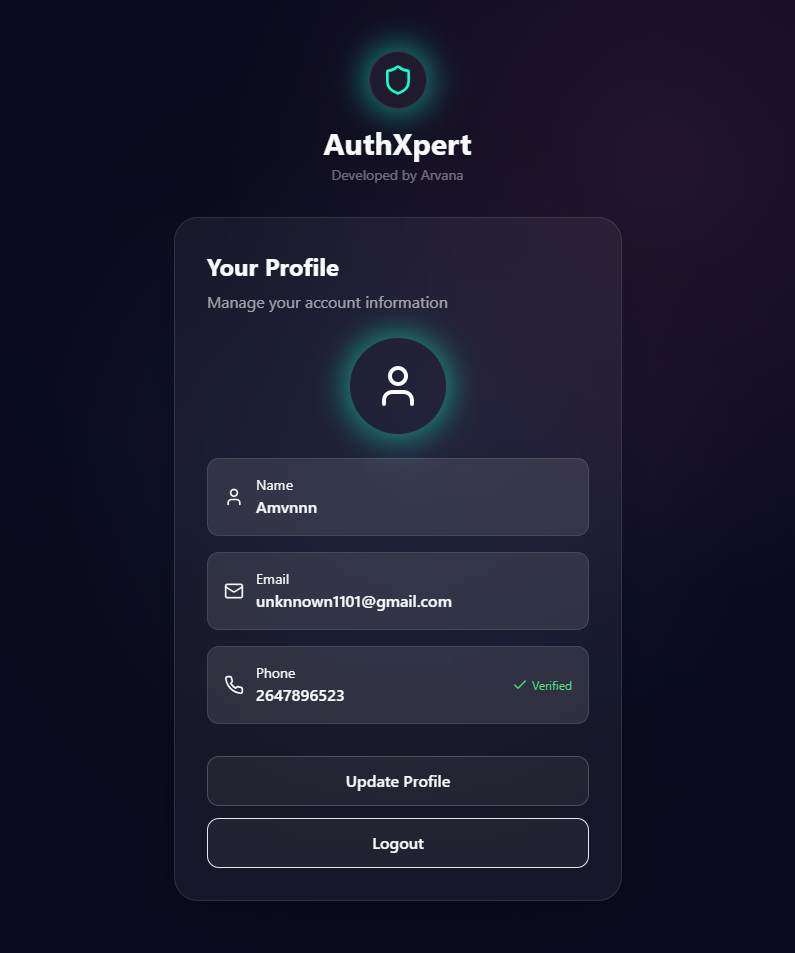 AuthXpert
Developed by Arvana
Your Profile
Manage your account information
Name
Amvnnn
Email
unknnown1101@gmail.com
Phone
2647896523
Verified
Update Profile
Logout